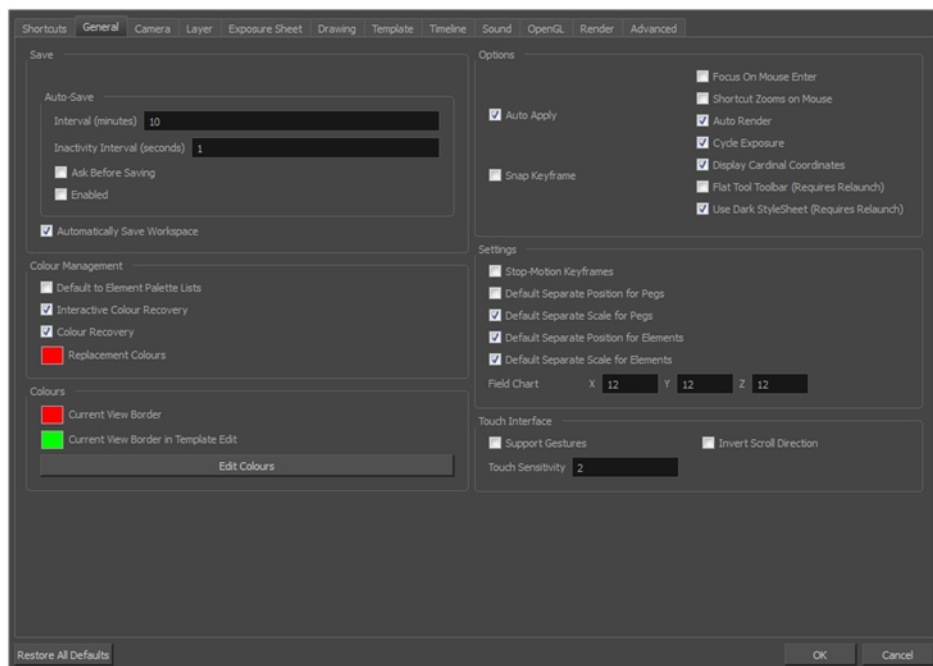 Shortcuts General Camera Layer Exposure Sheet Drawing Template Timeline Sound OpenGL Render Advanced
Save
Auto-Save
Interval (minutes) 10
Inactivity Interval (seconds) 1
Ask Before Saving
Enabled
Automatically Save Workspace
Colour Management
Default to Element Palette Lists
Interactive Colour Recovery
Colour Recovery
Replacement Colours
Colours
Current View Border
Current View Border in Template Edit
Edit Colours
Options
Auto Apply
Snap Keyframe
Focus On Mouse Enter
Shortcut Zooms on Mouse
Auto Render
Cycle Exposure
Display Cardinal Coordinates
Flat Tool Toolbar (Requires Relaunch)
Use Dark StyleSheet (Requires Relaunch)
Settings
Stop-Motion Keyframes
Default Separate Position for Pegs
Default Separate Scale for Pegs
Default Separate Position for Elements
Default Separate Scale for Elements
Field Chart X 12 Y 12 Z 12
Touch Interface
Support Gestures Invert Scroll Direction
Touch Sensitivity 2
Restore All Defaults OK Cancel